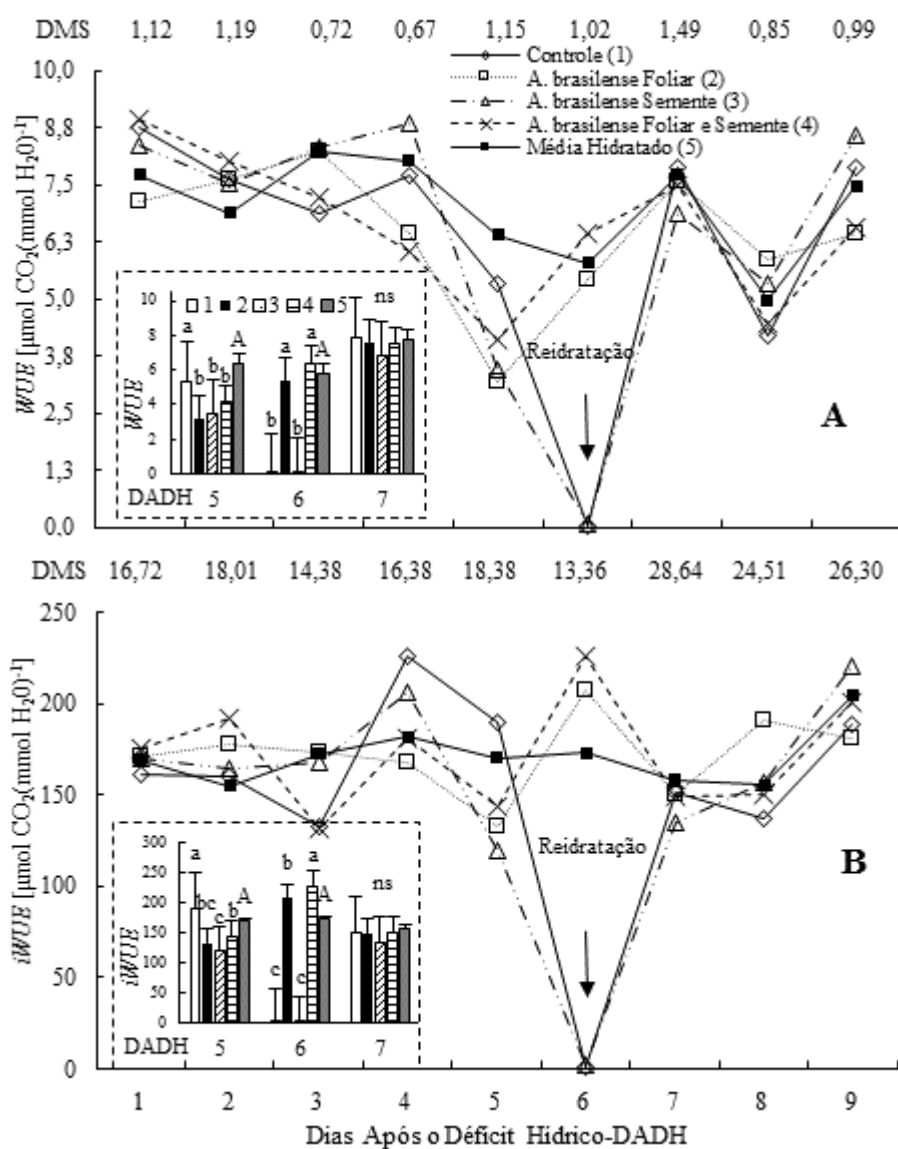 DMS 1,12 1,19 0,72 0,67 1,15 1,02 1,49 0,85 0,99
Controle (1)
A. brasilense Foliar (2)
A. brasilense Semente (3)
A. brasilense Foliar e Semente (4)
Média Hidratado (5)
10,0
8,8
7,5
6,3
5,0
3,8
2,5
1,3
0,0
WUE [µmol CO₂(mmol H₂0)⁻¹]
Reidratação
A
1 2 3 4 5
10
8
6
4
2
0
WUE
a b b b A
b a b a A
ns
DADH 5 6 7
DMS 16,72 18,01 14,38 16,38 18,38 13,36 28,64 24,51 26,30
250
200
150
100
50
0
iWUE [µmol CO₂(mmol H₂0)⁻¹]
Reidratação
B
300
250
200
150
100
50
0
iWUE
a bc c b A
c b c a A
ns
DADH 5 6 7
1 2 3 4 5 6 7 8 9
Dias Após o Déficit Hídrico-DADH